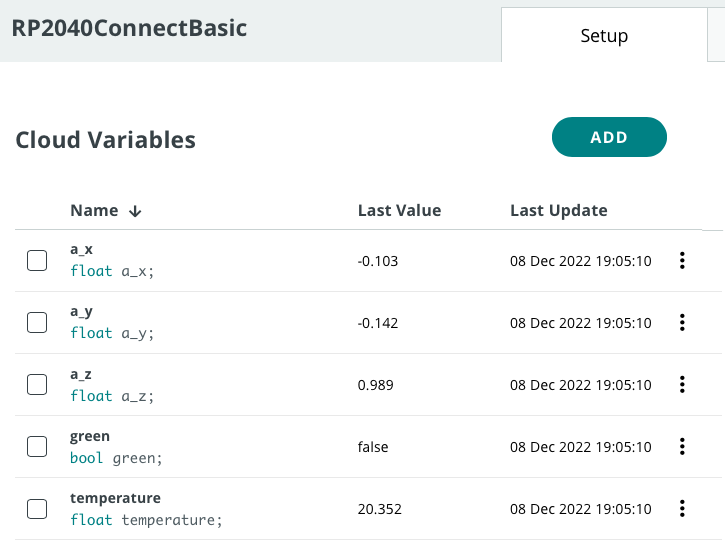 RP2040ConnectBasic
Setup
Cloud Variables
ADD
Name ↓ Last Value Last Update
a_x
float a_x;
-0.103 08 Dec 2022 19:05:10
a_y
float a_y;
-0.142 08 Dec 2022 19:05:10
a_z
float a_z;
0.989 08 Dec 2022 19:05:10
green
bool green;
false 08 Dec 2022 19:05:10
temperature
float temperature;
20.352 08 Dec 2022 19:05:10